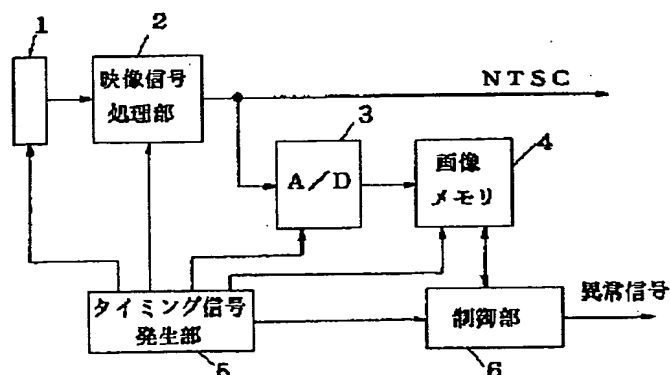 1
2
映像信号
処理部
NTSC
3
A/D
4
画像
メモリ
タイミング信号
発生部
5
制御部
6
異常信号